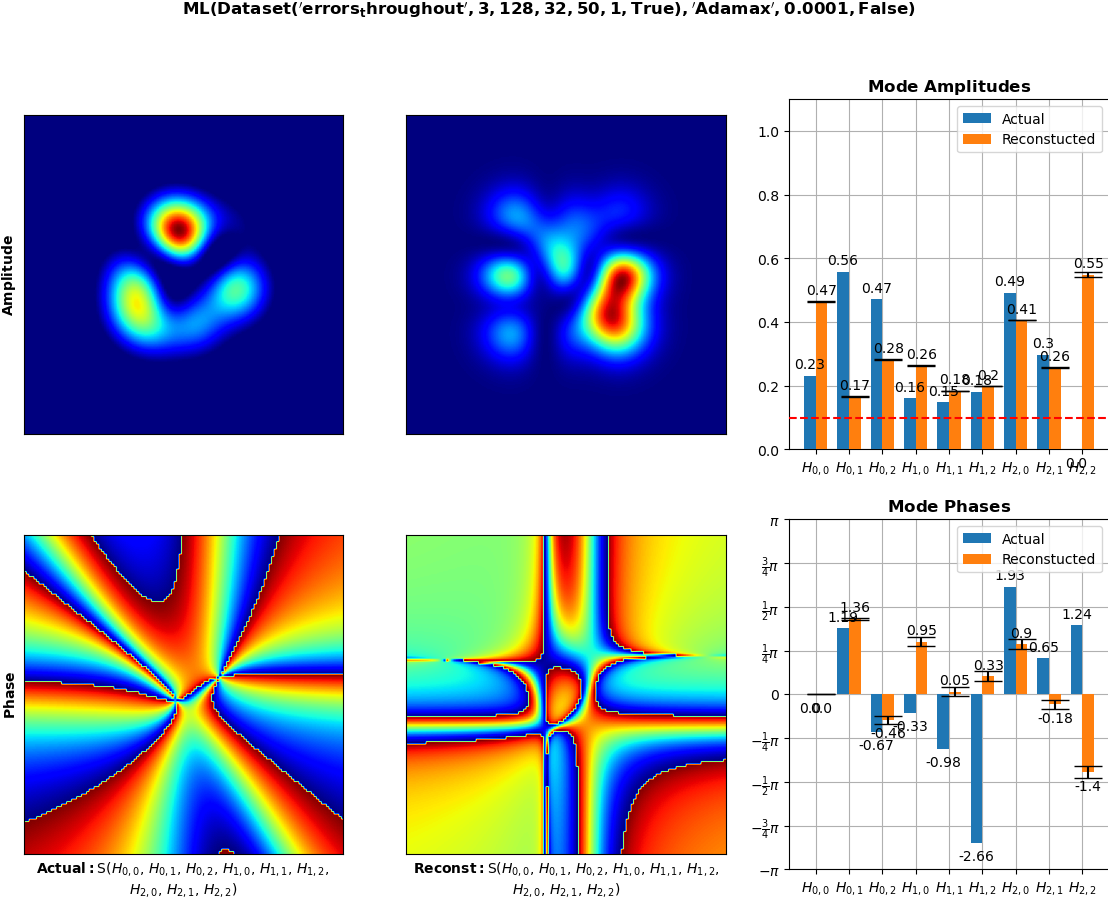 ML(Dataset('errors_throughout', 3, 128, 32, 50, 1, True), 'Adamax', 0.0001, False)
Amplitude
Mode Amplitudes
Actual
Reconstucted
1.0
0.8
0.6
0.4
0.2
0.0
0.23
0.47
0.56
0.17
0.47
0.28
0.16
0.26
0.15
0.18
0.18
0.2
0.49
0.41
0.3
0.26
0.0
0.55
H0,0 H0,1 H0,2 H1,0 H1,1 H1,2 H2,0 H2,1 H2,2
Phase
Mode Phases
Actual
Reconstucted
π
3/4π
1/2π
1/4π
0
−1/4π
−1/2π
−3/4π
−π
0.0
0.0
1.19
1.36
-0.67
-0.46
-0.33
0.95
-0.98
0.05
-2.66
0.33
1.93
0.9
0.65
-0.18
1.24
-1.4
H0,0 H0,1 H0,2 H1,0 H1,1 H1,2 H2,0 H2,1 H2,2
Actual: S(H0,0, H0,1, H0,2, H1,0, H1,1, H1,2,
H2,0, H2,1, H2,2)
Reconst: S(H0,0, H0,1, H0,2, H1,0, H1,1, H1,2,
H2,0, H2,1, H2,2)